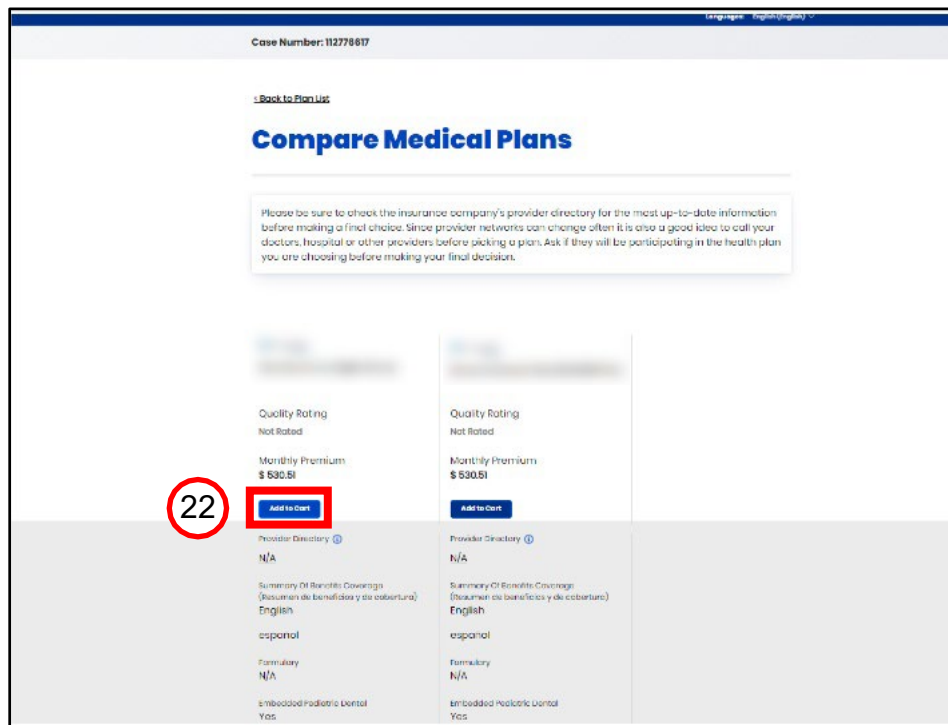 Languages: English (English)
Case Number: 112778617
< Back to Plan List
Compare Medical Plans
Please be sure to check the insurance company's provider directory for the most up-to-date information
before making a final choice. Since provider networks can change often it is also a good idea to call your
doctors, hospital or other providers before picking a plan. Ask if they will be participating in the health plan
you are choosing before making your final decision.
Quality Rating
Not Rated
Monthly Premium
$ 530.51
22
Add to Cart
Provider Directory
N/A
Summary Of Benefits Coverage
(Resumen de beneficios y de cobertura)
English
español
Formulary
N/A
Embedded Pediatric Dental
Yes
Quality Rating
Not Rated
Monthly Premium
$ 530.51
Add to Cart
Provider Directory
N/A
Summary Of Benefits Coverage
(Resumen de beneficios y de cobertura)
English
español
Formulary
N/A
Embedded Pediatric Dental
Yes